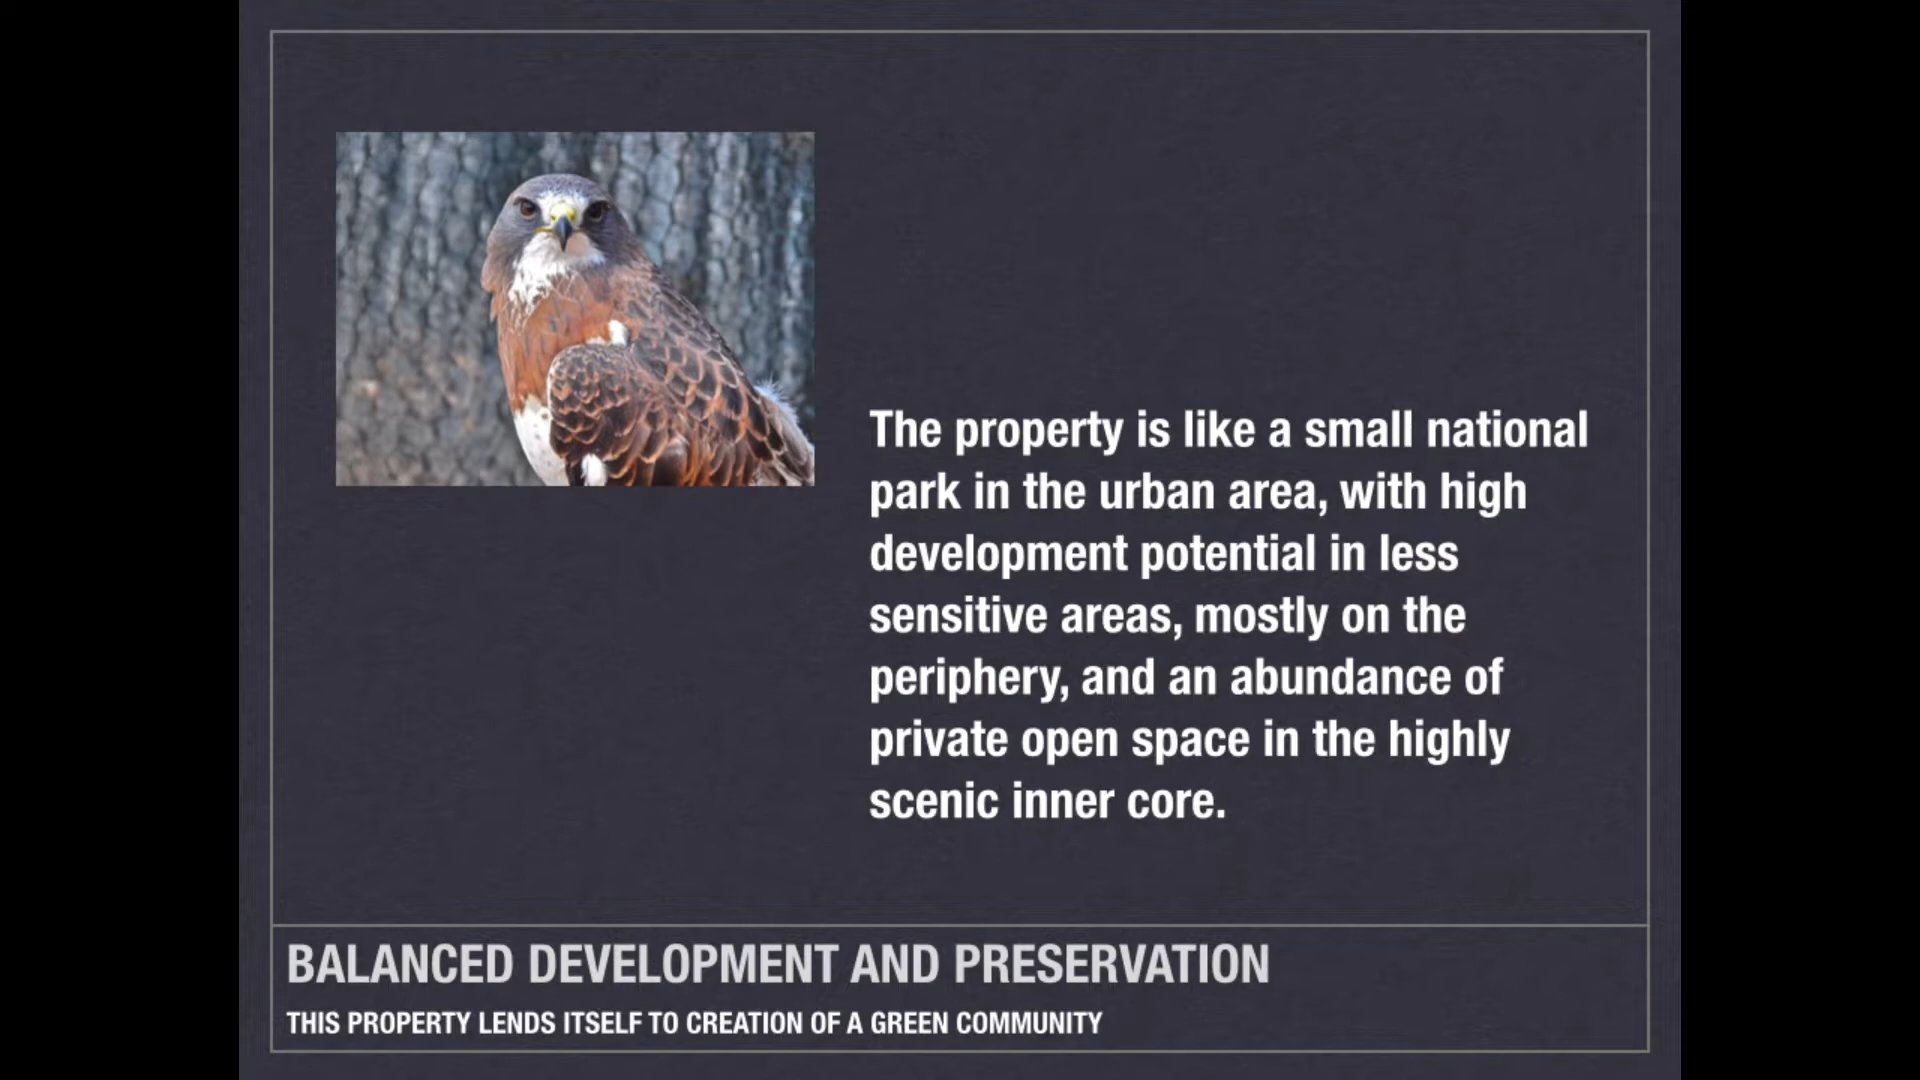 The property is like a small national
park in the urban area, with high
development potential in less
sensitive areas, mostly on the
periphery, and an abundance of
private open space in the highly
scenic inner core.
BALANCED DEVELOPMENT AND PRESERVATION
THIS PROPERTY LENDS ITSELF TO CREATION OF A GREEN COMMUNITY